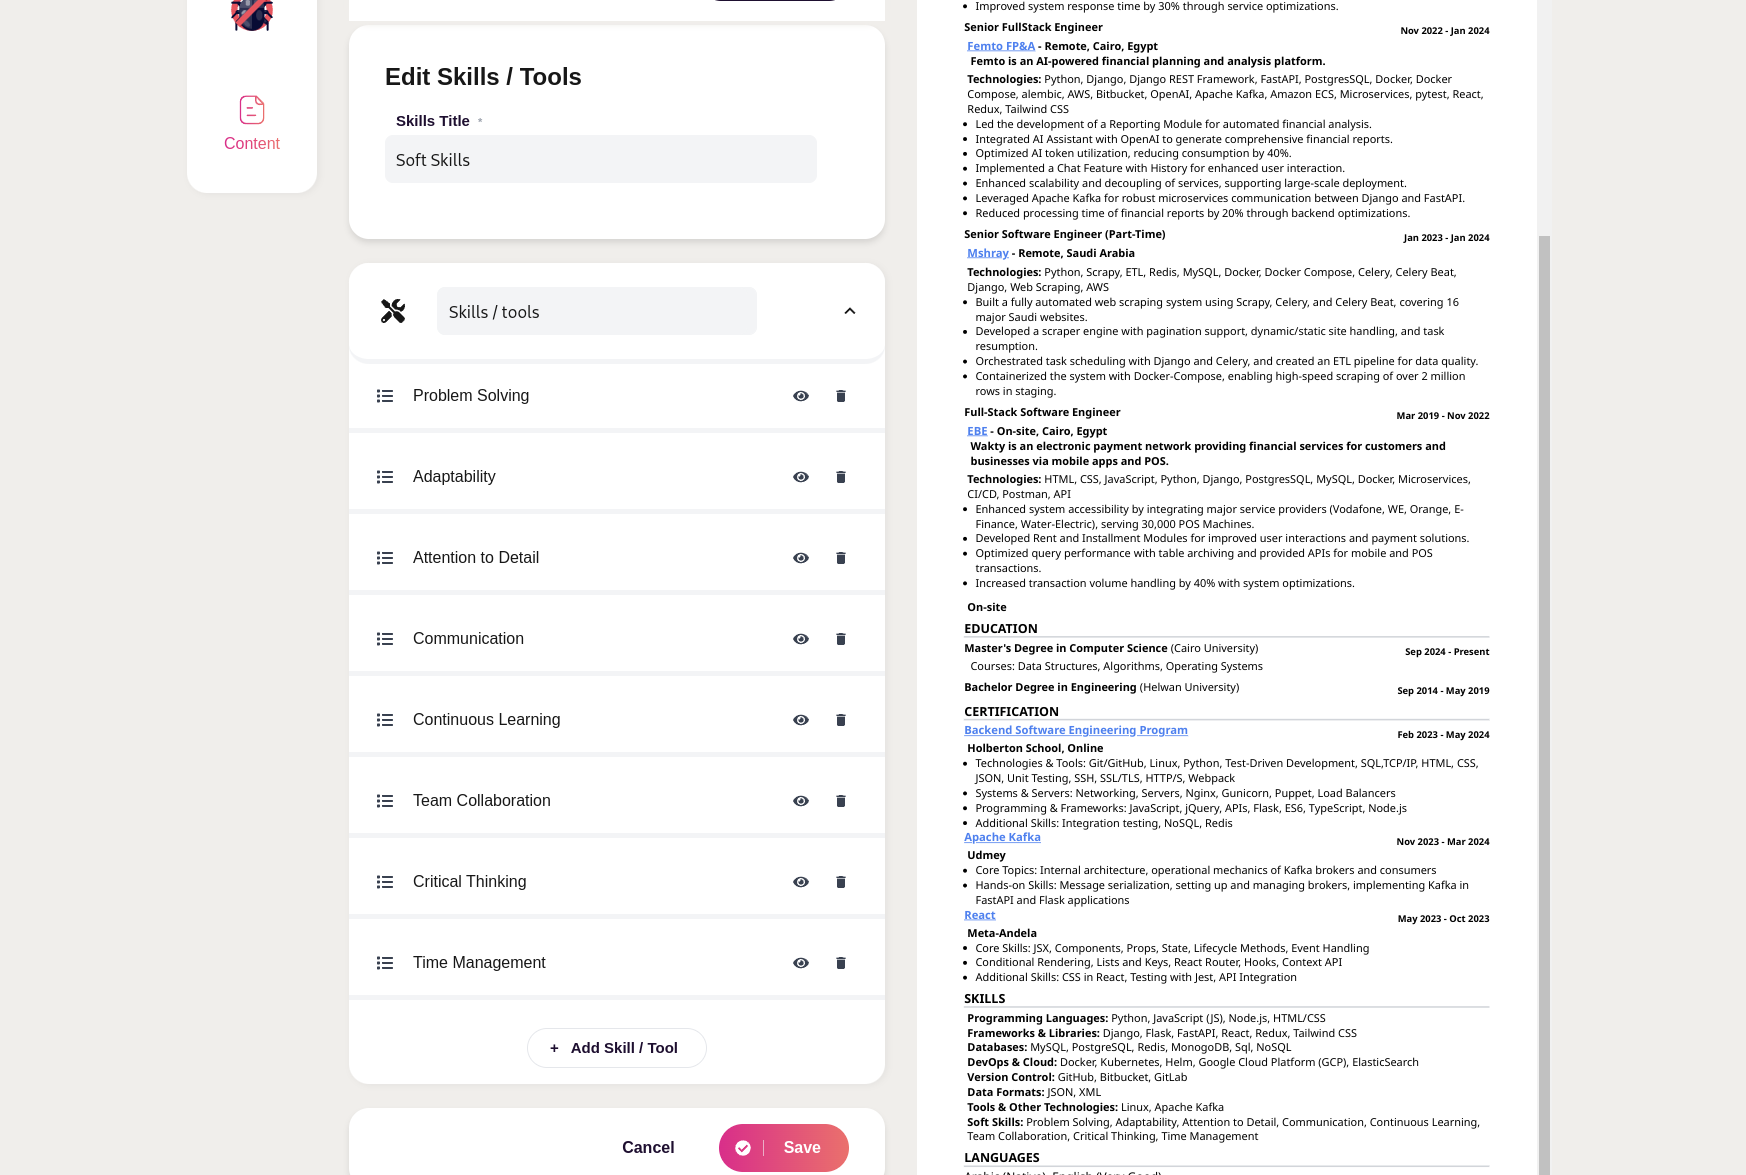 Content
Edit Skills / Tools
Skills Title *
Soft Skills
Skills / tools
Problem Solving
Adaptability
Attention to Detail
Communication
Continuous Learning
Team Collaboration
Critical Thinking
Time Management
+ Add Skill / Tool
Cancel
Save
• Improved system response time by 30% through service optimizations.
Senior FullStack Engineer Nov 2022 - Jan 2024
Femto FP&A - Remote, Cairo, Egypt
Femto is an AI-powered financial planning and analysis platform.
Technologies: Python, Django, Django REST Framework, FastAPI, PostgresSQL, Docker, Docker
Compose, alembic, AWS, Bitbucket, OpenAI, Apache Kafka, Amazon ECS, Microservices, pytest, React,
Redux, Tailwind CSS
• Led the development of a Reporting Module for automated financial analysis.
• Integrated AI Assistant with OpenAI to generate comprehensive financial reports.
• Optimized AI token utilization, reducing consumption by 40%.
• Implemented a Chat Feature with History for enhanced user interaction.
• Enhanced scalability and decoupling of services, supporting large-scale deployment.
• Leveraged Apache Kafka for robust microservices communication between Django and FastAPI.
• Reduced processing time of financial reports by 20% through backend optimizations.
Senior Software Engineer (Part-Time) Jan 2023 - Jan 2024
Mshray - Remote, Saudi Arabia
Technologies: Python, Scrapy, ETL, Redis, MySQL, Docker, Docker Compose, Celery, Celery Beat,
Django, Web Scraping, AWS
• Built a fully automated web scraping system using Scrapy, Celery, and Celery Beat, covering 16
major Saudi websites.
• Developed a scraper engine with pagination support, dynamic/static site handling, and task
resumption.
• Orchestrated task scheduling with Django and Celery, and created an ETL pipeline for data quality.
• Containerized the system with Docker-Compose, enabling high-speed scraping of over 2 million
rows in staging.
Full-Stack Software Engineer Mar 2019 - Nov 2022
EBE - On-site, Cairo, Egypt
Wakty is an electronic payment network providing financial services for customers and
businesses via mobile apps and POS.
Technologies: HTML, CSS, JavaScript, Python, Django, PostgresSQL, MySQL, Docker, Microservices,
CI/CD, Postman, API
• Enhanced system accessibility by integrating major service providers (Vodafone, WE, Orange, E-
Finance, Water-Electric), serving 30,000 POS Machines.
• Developed Rent and Installment Modules for improved user interactions and payment solutions.
• Optimized query performance with table archiving and provided APIs for mobile and POS
transactions.
• Increased transaction volume handling by 40% with system optimizations.
On-site
EDUCATION
Master's Degree in Computer Science (Cairo University) Sep 2024 - Present
Courses: Data Structures, Algorithms, Operating Systems
Bachelor Degree in Engineering (Helwan University) Sep 2014 - May 2019
CERTIFICATION
Backend Software Engineering Program Feb 2023 - May 2024
Holberton School, Online
• Technologies & Tools: Git/GitHub, Linux, Python, Test-Driven Development, SQL,TCP/IP, HTML, CSS,
JSON, Unit Testing, SSH, SSL/TLS, HTTP/S, Webpack
• Systems & Servers: Networking, Servers, Nginx, Gunicorn, Puppet, Load Balancers
• Programming & Frameworks: JavaScript, jQuery, APIs, Flask, ES6, TypeScript, Node.js
• Additional Skills: Integration testing, NoSQL, Redis
Apache Kafka Nov 2023 - Mar 2024
Udmey
• Core Topics: Internal architecture, operational mechanics of Kafka brokers and consumers
• Hands-on Skills: Message serialization, setting up and managing brokers, implementing Kafka in
FastAPI and Flask applications
React May 2023 - Oct 2023
Meta-Andela
• Core Skills: JSX, Components, Props, State, Lifecycle Methods, Event Handling
• Conditional Rendering, Lists and Keys, React Router, Hooks, Context API
• Additional Skills: CSS in React, Testing with Jest, API Integration
SKILLS
Programming Languages: Python, JavaScript (JS), Node.js, HTML/CSS
Frameworks & Libraries: Django, Flask, FastAPI, React, Redux, Tailwind CSS
Databases: MySQL, PostgreSQL, Redis, MonogoDB, Sql, NoSQL
DevOps & Cloud: Docker, Kubernetes, Helm, Google Cloud Platform (GCP), ElasticSearch
Version Control: GitHub, Bitbucket, GitLab
Data Formats: JSON, XML
Tools & Other Technologies: Linux, Apache Kafka
Soft Skills: Problem Solving, Adaptability, Attention to Detail, Communication, Continuous Learning,
Team Collaboration, Critical Thinking, Time Management
LANGUAGES